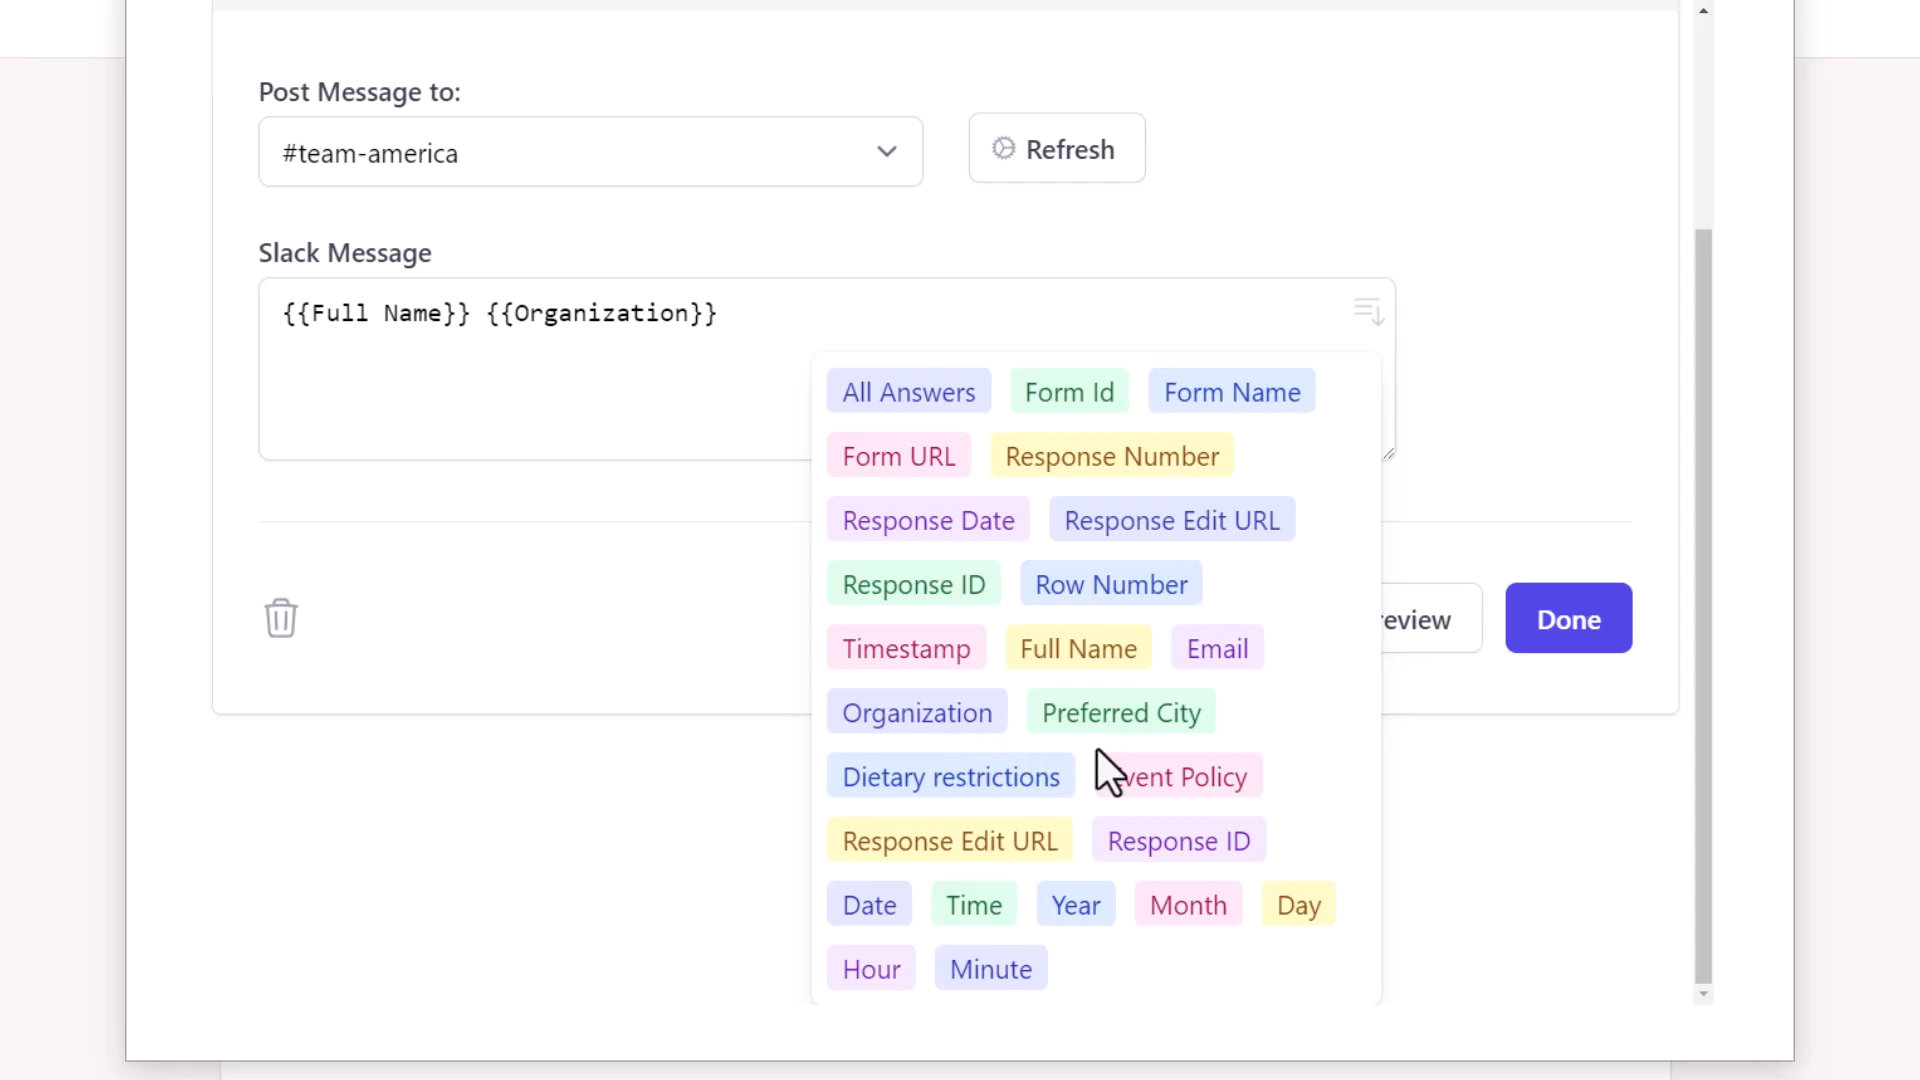 Post Message to:
#team-america
Refresh
Slack Message
{{Full Name}} {{Organization}}
All Answers Form Id Form Name
Form URL Response Number
Response Date Response Edit URL
Response ID Row Number
review Done
Timestamp Full Name Email
Organization Preferred City
Dietary restrictions vent Policy
Response Edit URL Response ID
Date Time Year Month Day
Hour Minute